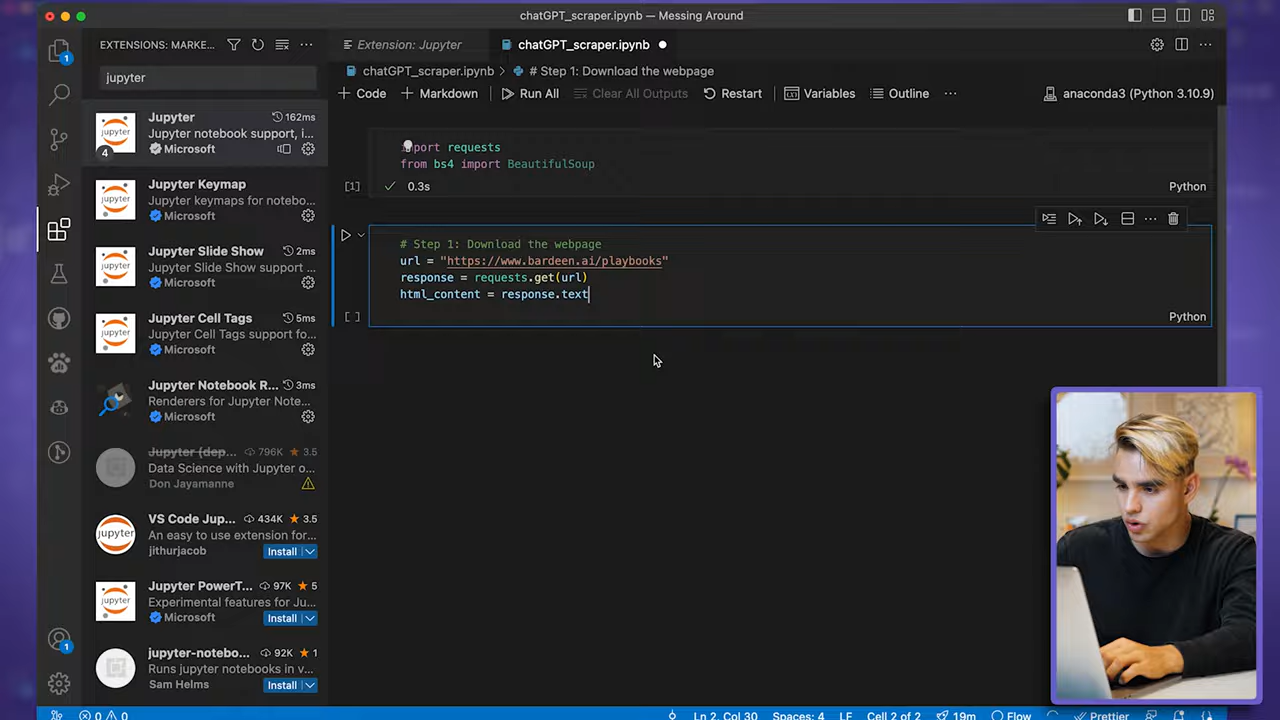 chatGPT_scraper.ipynb — Messing Around
EXTENSIONS: MARKE...
Extension: Jupyter
chatGPT_scraper.ipynb
jupyter
chatGPT_scraper.ipynb > # Step 1: Download the webpage
+ Code + Markdown Run All Clear All Outputs Restart Variables Outline ... anaconda3 (Python 3.10.9)
Jupyter 162ms
Jupyter notebook support, i...
Microsoft
4
Jupyter Keymap
Jupyter keymaps for notebo...
Microsoft
Jupyter Slide Show 2ms
Jupyter Slide Show support ...
Microsoft
Jupyter Cell Tags 5ms
Jupyter Cell Tags support fo...
Microsoft
Jupyter Notebook R... 3ms
Renderers for Jupyter Note...
Microsoft
Jupyter (dep... 796K 3.5
Data Science with Jupyter o...
Don Jayamanne
VS Code Jup... 434K 3.5
An easy to use extension for...
jithurjacob Install
Jupyter PowerT... 97K 5
Experimental features for Ju...
Microsoft Install
jupyter-notebo... 92K 1
Runs jupyter notebooks in v...
Sam Helms Install
import requests
from bs4 import BeautifulSoup
[1] 0.3s Python
# Step 1: Download the webpage
url = "https://www.bardeen.ai/playbooks"
response = requests.get(url)
html_content = response.text
[ ] Python
1
1
0 0 Ln 2, Col 30 Spaces: 4 LF Cell 2 of 2 19m Flow Prettier